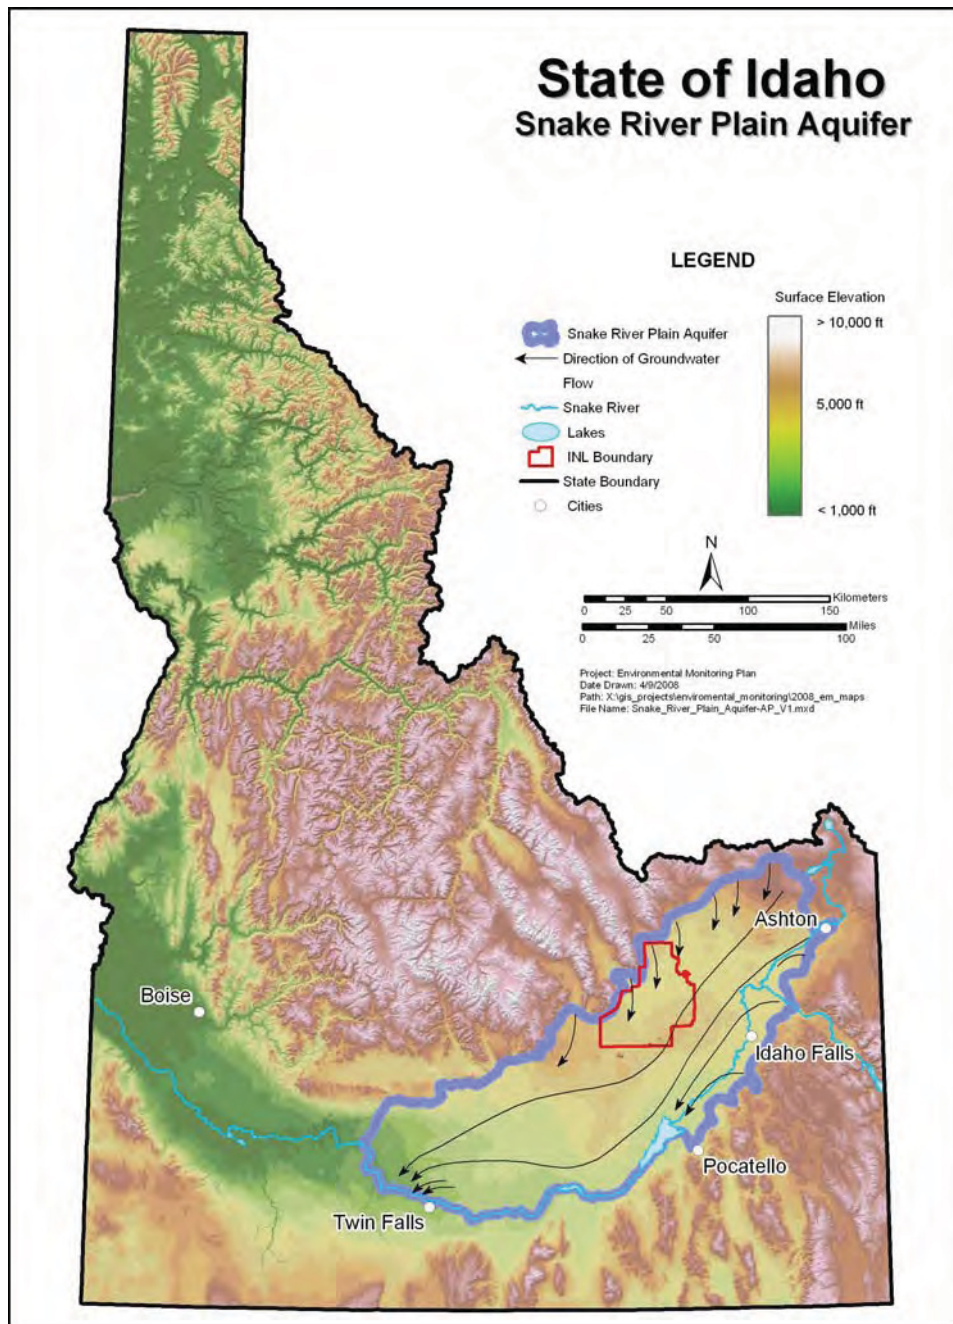 State of Idaho
Snake River Plain Aquifer
LEGEND
Surface Elevation
> 10,000 ft
5,000 ft
< 1,000 ft
Snake River Plain Aquifer
Direction of Groundwater
Flow
Snake River
Lakes
INL Boundary
State Boundary
Cities
N
Kilometers
0 25 50 100 150
Miles
0 25 50 100
Project: Environmental Monitoring Plan
Date Drawn: 4/9/2008
Path: X:\gis_projects\enviromental_monitoring\2008_em_maps
File Name: Snake_River_Plain_Aquifer-AP_V1.mxd
Ashton
Boise
Idaho Falls
Pocatello
Twin Falls